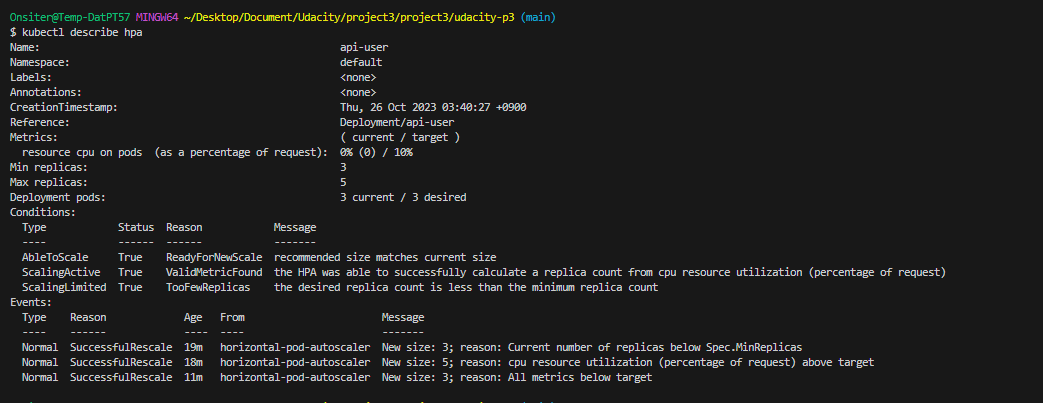 Onsiter@Temp-DatPT57 MINGW64 ~/Desktop/Document/Udacity/project3/project3/udacity-p3 (main)
$ kubectl describe hpa
Name: api-user
Namespace: default
Labels: <none>
Annotations: <none>
CreationTimestamp: Thu, 26 Oct 2023 03:40:27 +0900
Reference: Deployment/api-user
Metrics: ( current / target )
  resource cpu on pods  (as a percentage of request): 0% (0) / 10%
Min replicas: 3
Max replicas: 5
Deployment pods: 3 current / 3 desired
Conditions:
  Type            Status  Reason            Message
  ----            ------  ------            -------
  AbleToScale     True    ReadyForNewScale  recommended size matches current size
  ScalingActive   True    ValidMetricFound  the HPA was able to successfully calculate a replica count from cpu resource utilization (percentage of request)
  ScalingLimited  True    TooFewReplicas    the desired replica count is less than the minimum replica count
Events:
  Type    Reason             Age   From                       Message
  ----    ------             ----  ----                       -------
  Normal  SuccessfulRescale  19m   horizontal-pod-autoscaler  New size: 3; reason: Current number of replicas below Spec.MinReplicas
  Normal  SuccessfulRescale  18m   horizontal-pod-autoscaler  New size: 5; reason: cpu resource utilization (percentage of request) above target
  Normal  SuccessfulRescale  11m   horizontal-pod-autoscaler  New size: 3; reason: All metrics below target